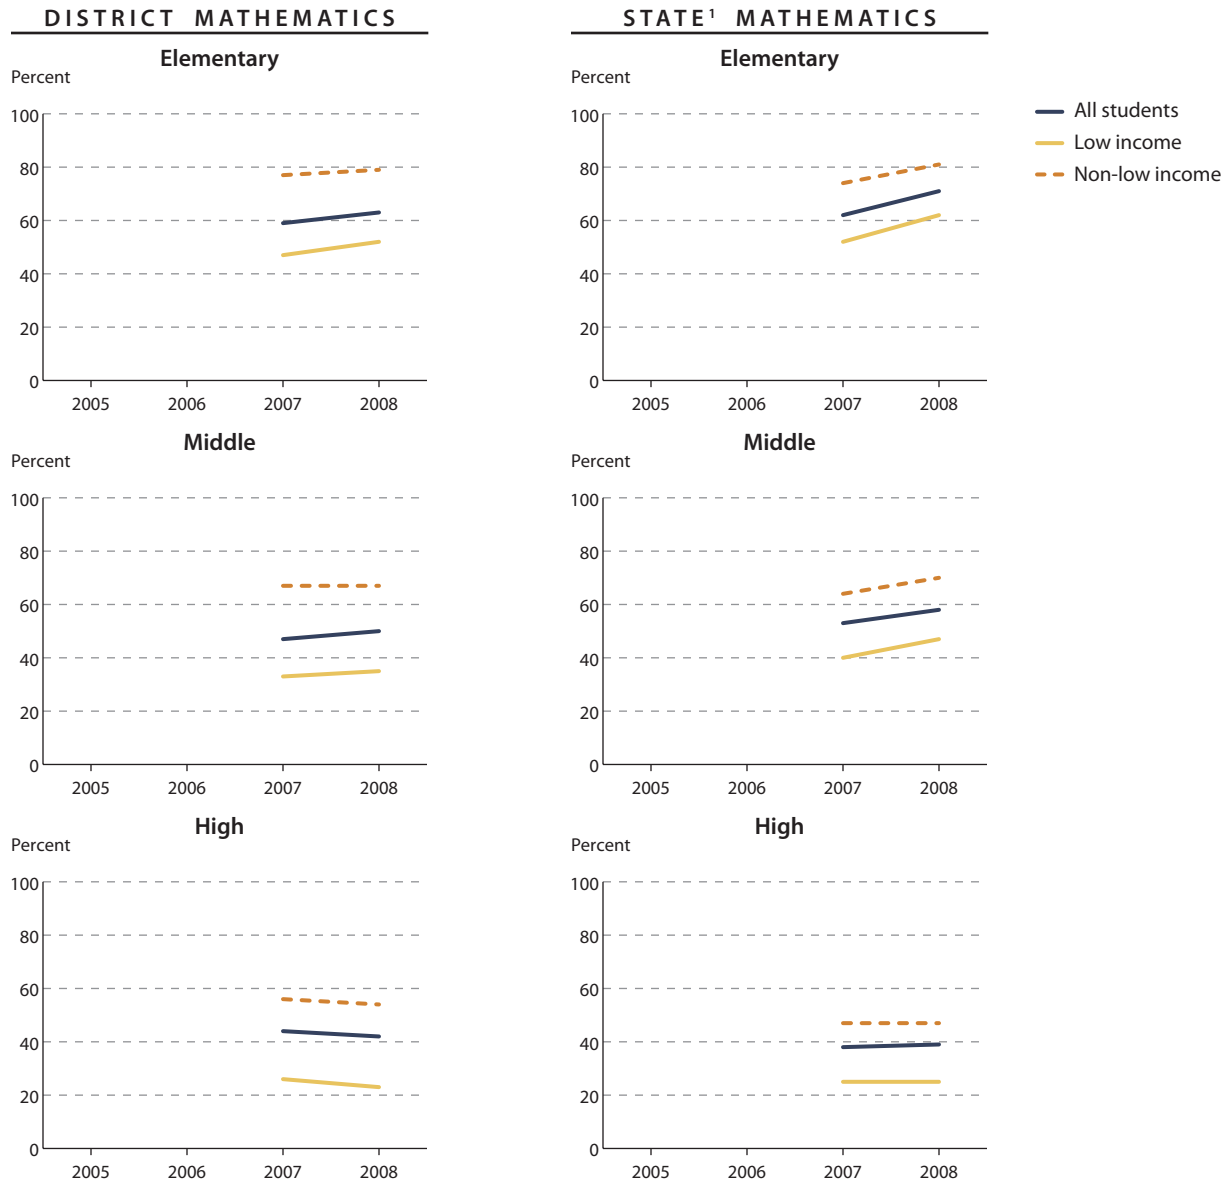 DISTRICT MATHEMATICS
Elementary
Percent
100
80
60
40
20
0
2005 2006 2007 2008
Middle
Percent
100
80
60
40
20
0
2005 2006 2007 2008
High
Percent
100
80
60
40
20
0
2005 2006 2007 2008
STATE¹ MATHEMATICS
Elementary
Percent
100
80
60
40
20
0
2005 2006 2007 2008
Middle
Percent
100
80
60
40
20
0
2005 2006 2007 2008
High
Percent
100
80
60
40
20
0
2005 2006 2007 2008
All students
Low income
Non-low income